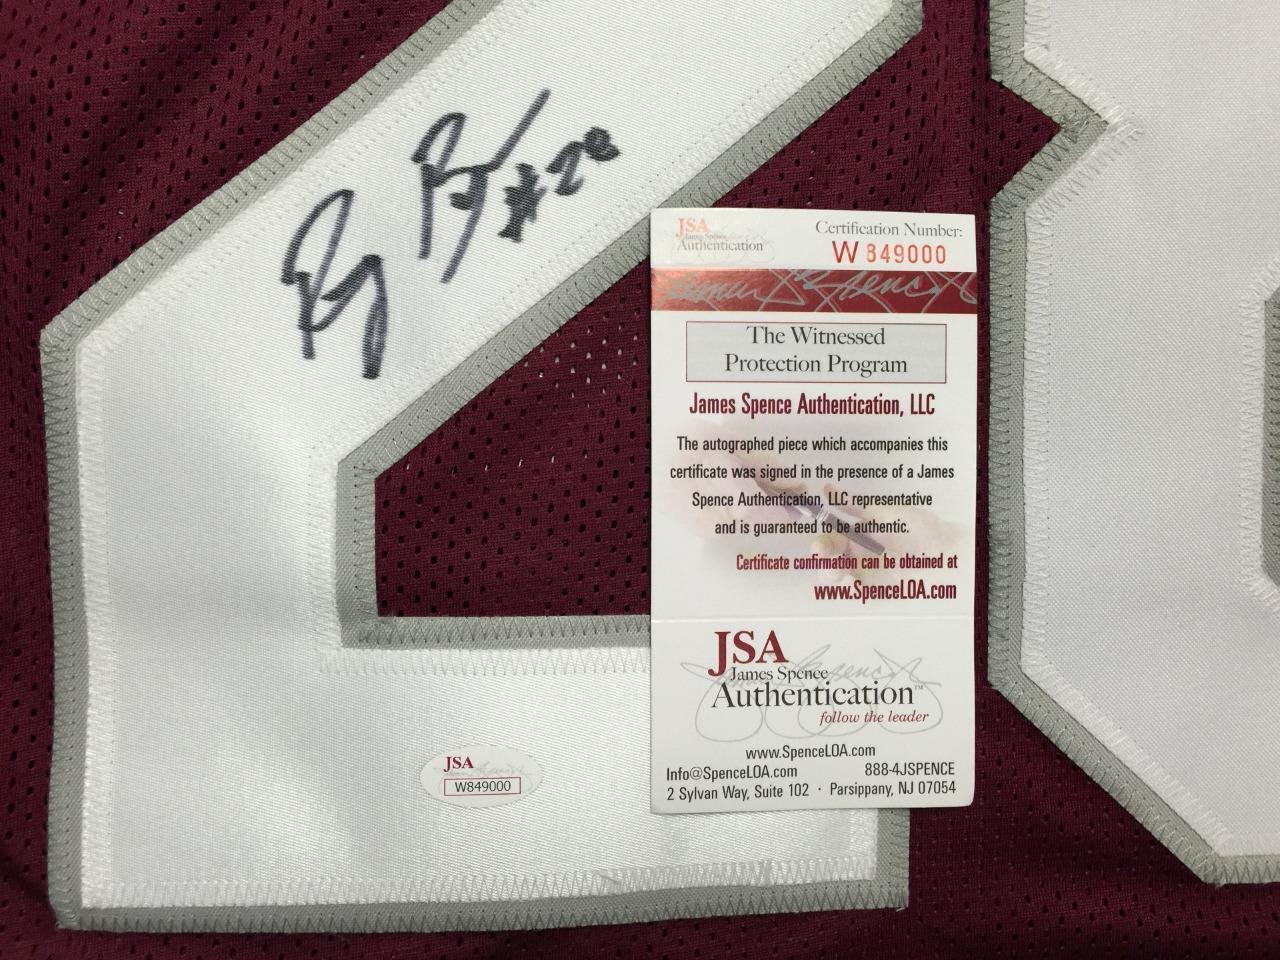 #20
JSA
James Spence
Authentication
Certification Number:
W 849000
The Witnessed
Protection Program
James Spence Authentication, LLC
The autographed piece which accompanies this
certificate was signed in the presence of a James
Spence Authentication, LLC representative
and is guaranteed to be authentic.
Certificate confirmation can be obtained at
www.SpenceLOA.com
JSA
James Spence
Authentication™
follow the leader
www.SpenceLOA.com
Info@SpenceLOA.com 888-4JSPENCE
2 Sylvan Way, Suite 102 · Parsippany, NJ 07054
JSA
W849000